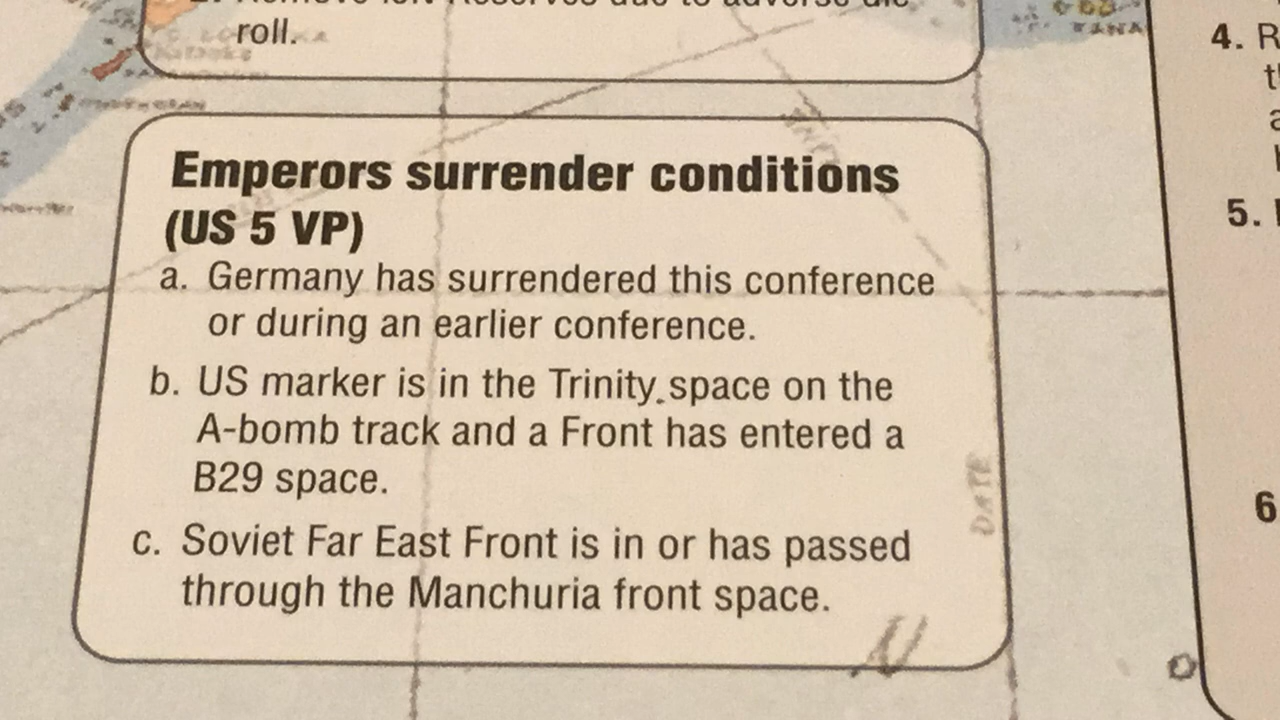 roll.
Emperors surrender conditions
(US 5 VP)
a. Germany has surrendered this conference
or during an earlier conference.
b. US marker is in the Trinity space on the
A-bomb track and a Front has entered a
B29 space.
c. Soviet Far East Front is in or has passed
through the Manchuria front space.
DATE
N
4. R
5.
6